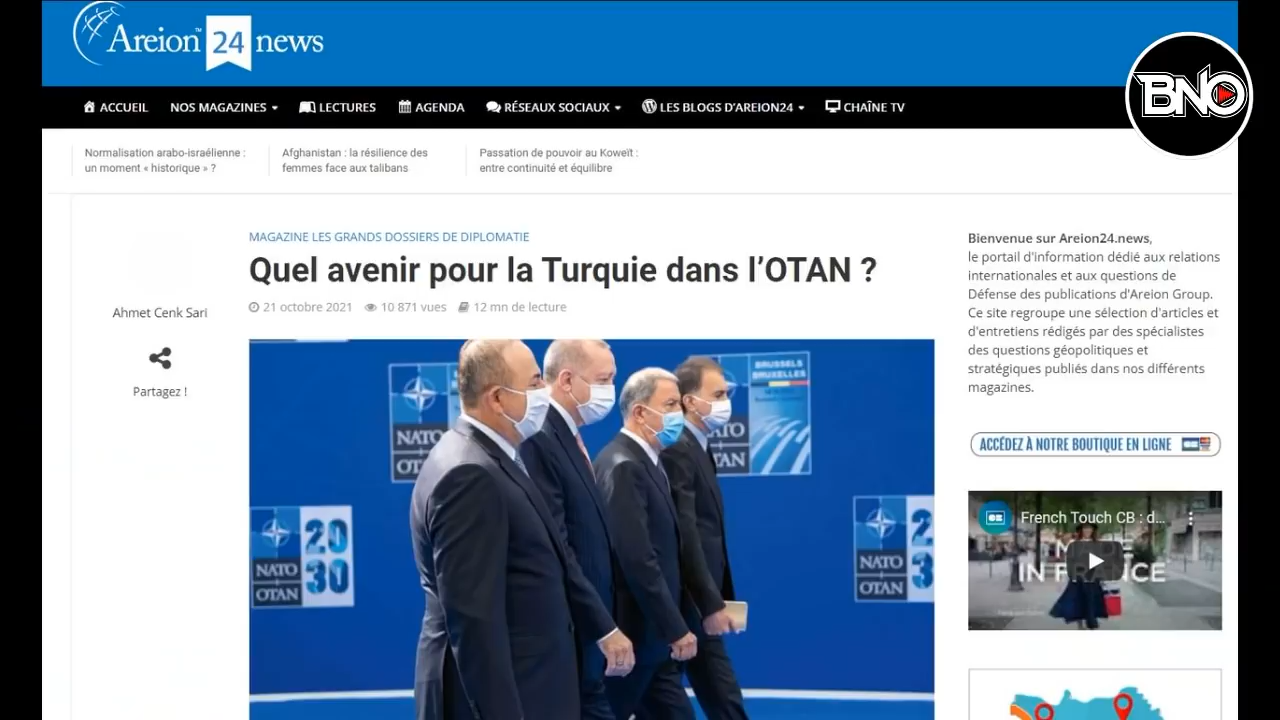 Areion™ 24 news
BNO
ACCUEIL NOS MAGAZINES LECTURES AGENDA RÉSEAUX SOCIAUX LES BLOGS D'AREION24 CHAÎNE TV
Normalisation arabo-israélienne :
un moment « historique » ?
Afghanistan : la résilience des
femmes face aux talibans
Passation de pouvoir au Koweït :
entre continuité et équilibre
MAGAZINE LES GRANDS DOSSIERS DE DIPLOMATIE
Quel avenir pour la Turquie dans l'OTAN ?
21 octobre 2021 10 871 vues 12 mn de lecture
Ahmet Cenk Sari
Partagez !
BRUSSELS
BRUXELLES
NATO
NATO
OTAN
20
30
NATO
OTAN
Bienvenue sur Areion24.news,
le portail d'information dédié aux relations
internationales et aux questions de
Défense des publications d'Areion Group.
Ce site regroupe une sélection d'articles et
d'entretiens rédigés par des spécialistes
des questions géopolitiques et
stratégiques publiés dans nos différents
magazines.
ACCÉDEZ À NOTRE BOUTIQUE EN LIGNE
French Touch CB : d...
IN FRANCE